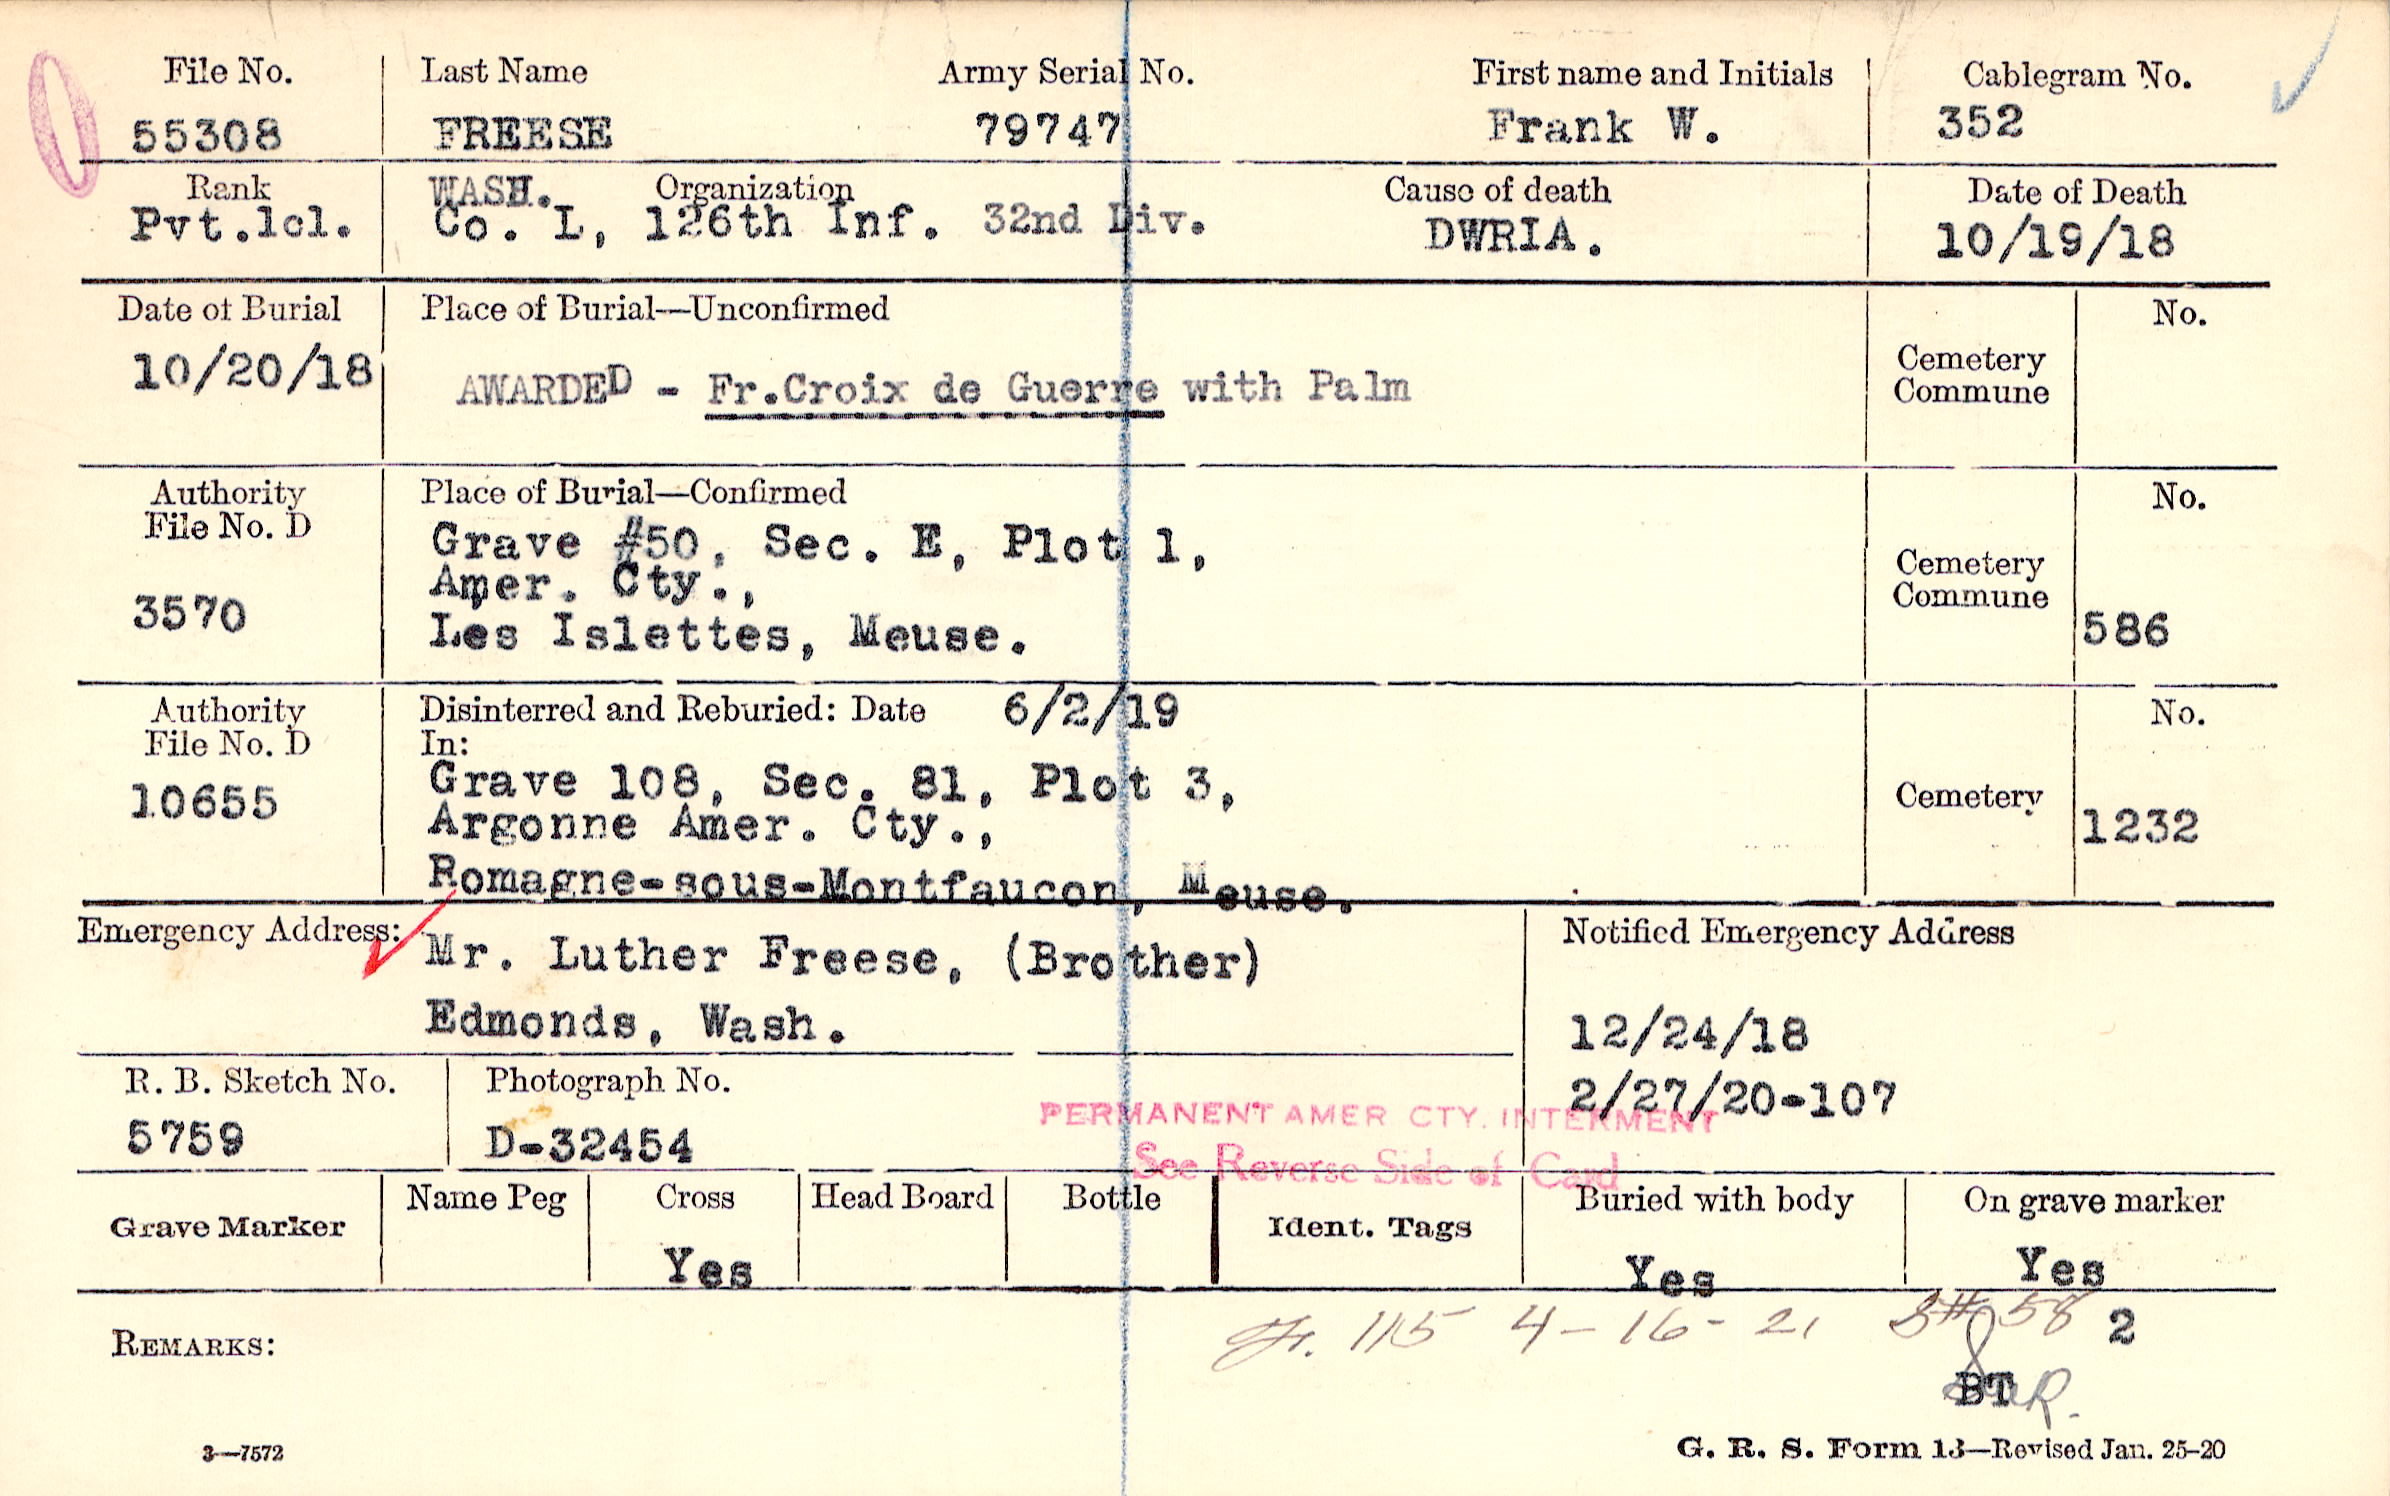 File No. Last Name Army Serial No. First name and Initials Cablegram No.
55308 FREESE 79747 Frank W. 352
Rank WASH. Organization Cause of death Date of Death
Pvt.1cl. Co. L, 126th Inf. 32nd Div. DWRIA. 10/19/18
Date of Burial Place of Burial—Unconfirmed No.
10/20/18 AWARDED - Fr.Croix de Guerre with Palm Cemetery
Commune
Authority Place of Burial—Confirmed No.
File No. D Grave #50, Sec. E, Plot 1,
Amer. Cty., Cemetery
3570 Les Islettes, Meuse. Commune 586
Authority Disinterred and Reburied: Date 6/2/19 No.
File No. D In:
Grave 108, Sec. 81, Plot 3,
10655 Argonne Amer. Cty., Cemetery 1232
Romagne-sous-Montfaucon, Meuse.
Emergency Address: Mr. Luther Freese, (Brother) Notified Emergency Address
Edmonds, Wash. 12/24/18
R. B. Sketch No. Photograph No. 2/27/20-107
PERMANENT AMER CTY. INTERMENT
5759 D-32454
See Reverse Side of Card
Grave Marker Name Peg Cross Head Board Bottle Ident. Tags Buried with body On grave marker
Yes Yes Yes
115 4-16-21 58 2
REMARKS:
BT
3—7572 G. R. S. Form 13—Revised Jan. 25-20